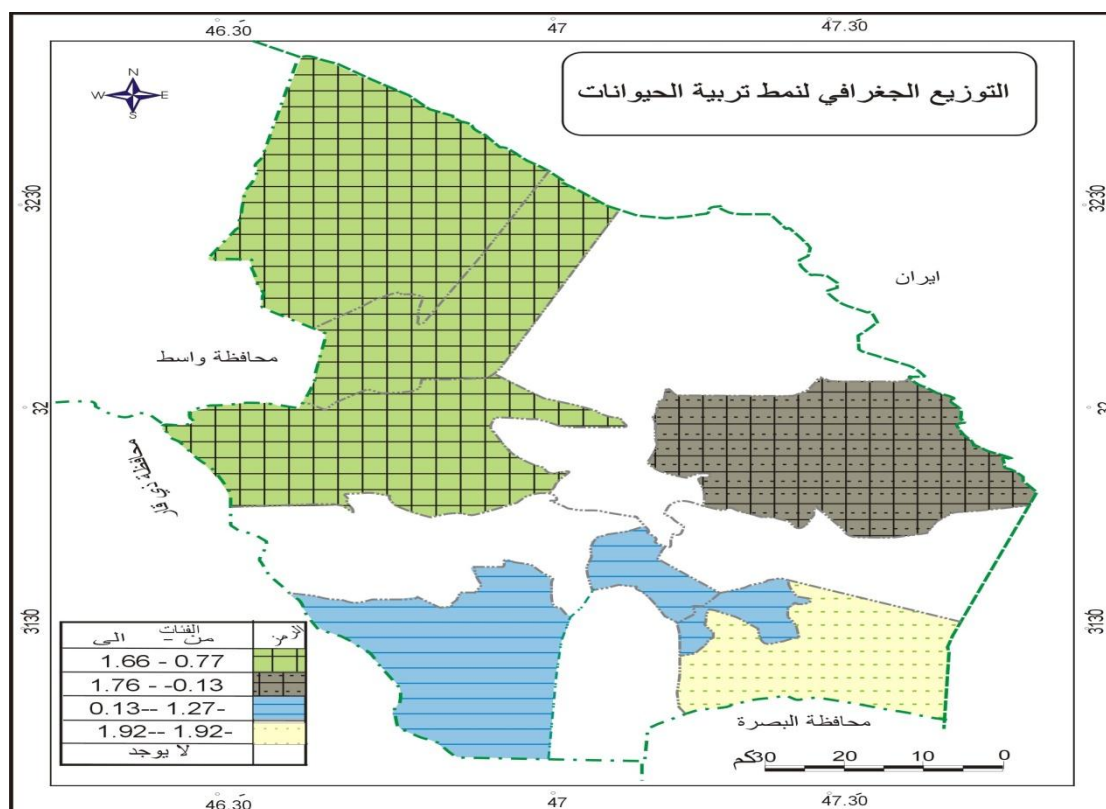 46.30 47 47.30
التوزيع الجغرافي لنمط تربية الحيوانات
N
W E
S
3230 3230
ايران
محافظة واسط
32 32
محافظة ذي قار
3130 3130
الفئات
من - الى
الرمز
1.66 - 0.77
1.76 - -0.13
0.13-- 1.27-
1.92 --1.92-
لا يوجد
محافظة البصرة
كم30 20 10 0
46.30 47 47.30